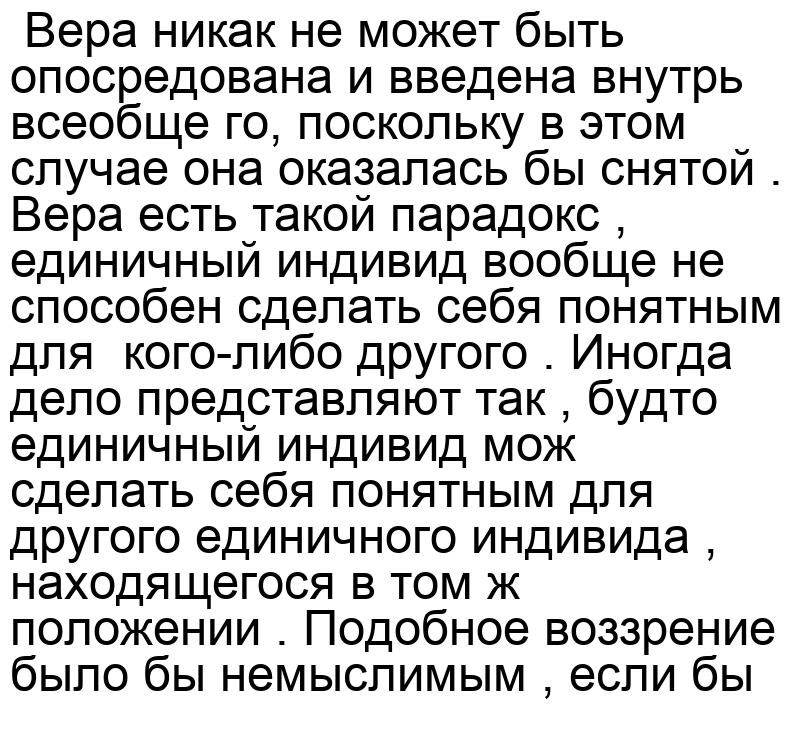 Вера никак не может быть
опосредована и введена внутрь
всеобще го, поскольку в этом
случае она оказалась бы снятой .
Вера есть такой парадокс ,
единичный индивид вообще не
способен сделать себя понятным
для  кого-либо другого . Иногда
дело представляют так , будто
единичный индивид мож
сделать себя понятным для
другого единичного индивида ,
находящегося в том ж
положении . Подобное воззрение
было бы немыслимым , если бы